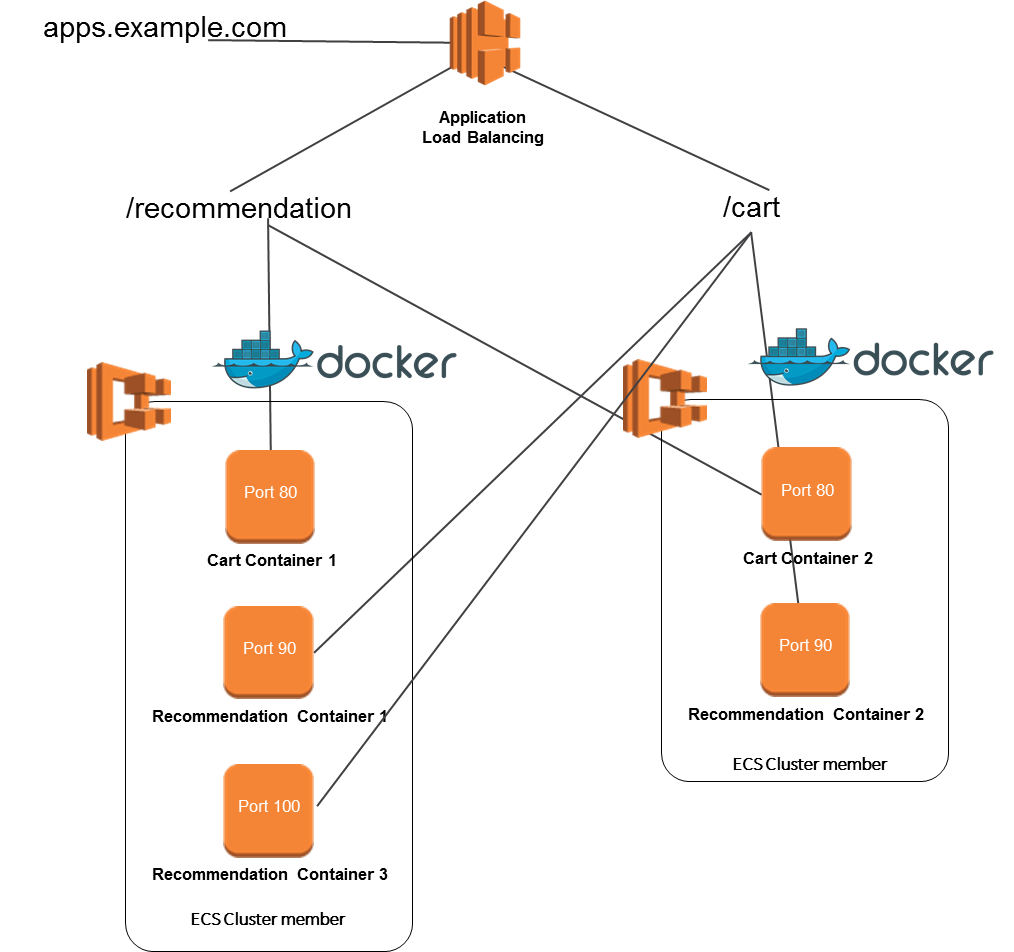 apps.example.com
Application
Load Balancing
/recommendation
/cart
docker
docker
Port 80
Cart Container 1
Port 90
Recommendation Container 1
Port 100
Recommendation Container 3
ECS Cluster member
Port 80
Cart Container 2
Port 90
Recommendation Container 2
ECS Cluster member